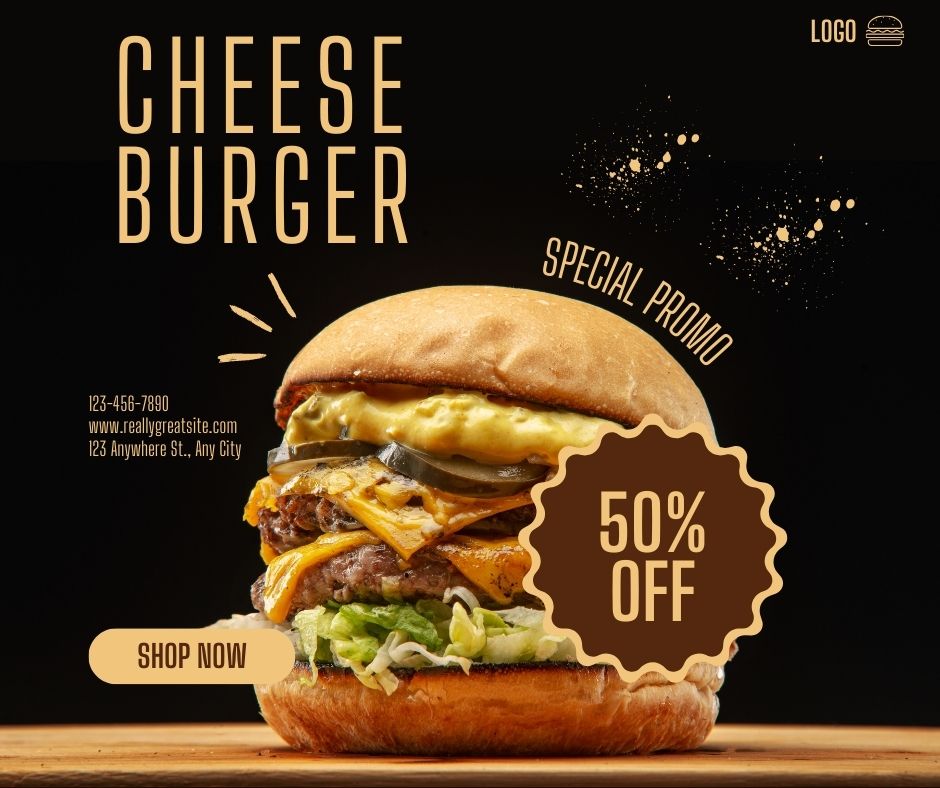 LOGO
CHEESE
BURGER
SPECIAL PROMO
123-456-7890
www.reallygreatsite.com
123 Anywhere St., Any City
50%
OFF
SHOP NOW